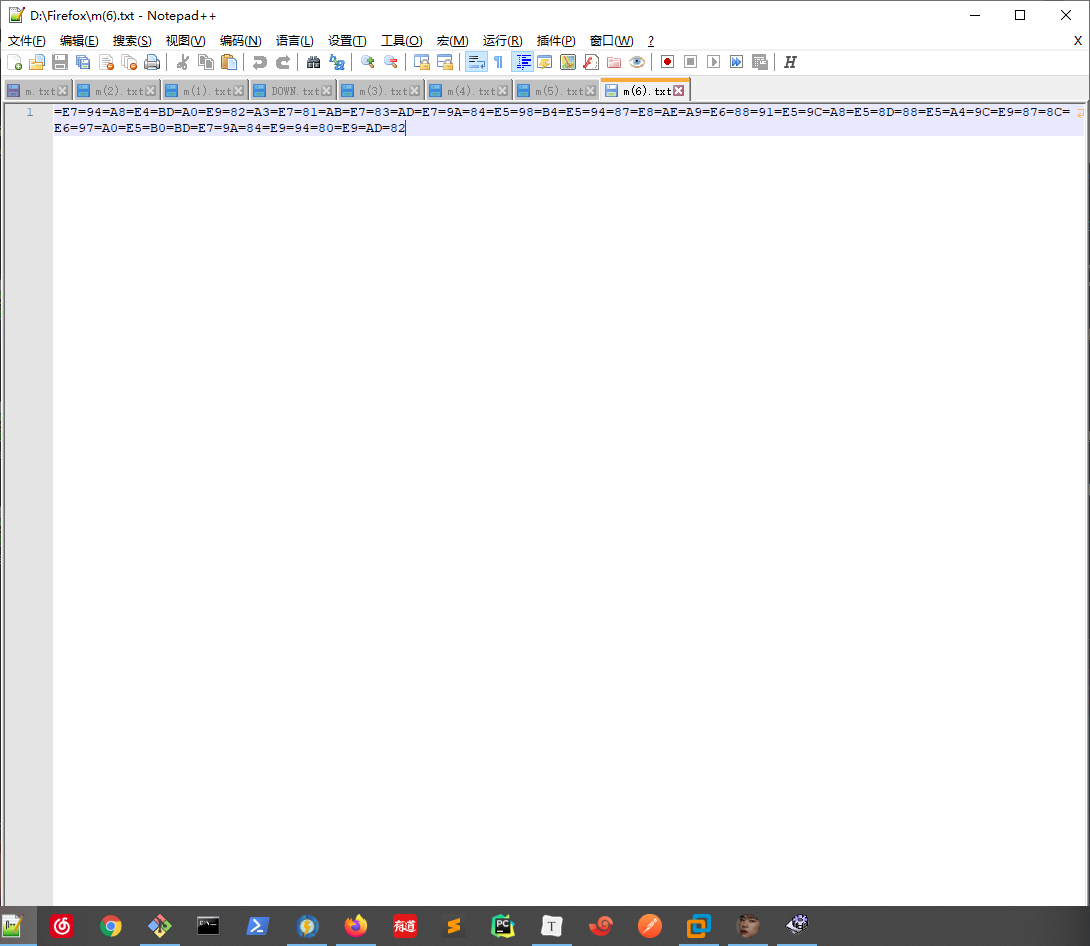 D:\Firefox\m(6).txt - Notepad++
文件(F) 编辑(E) 搜索(S) 视图(V) 编码(N) 语言(L) 设置(T) 工具(O) 宏(M) 运行(R) 插件(P) 窗口(W) ? X
m.txt m(2).txt m(1).txt DOWN.txt m(3).txt m(4).txt m(5).txt m(6).txt
1 =E7=94=A8=E4=BD=A0=E9=82=A3=E7=81=AB=E7=83=AD=E7=9A=84=E5=98=B4=E5=94=87=E8=AE=A9=E6=88=91=E5=9C=A8=E5=8D=88=E5=A4=9C=E9=87=8C=
E6=97=A0=E5=B0=BD=E7=9A=84=E9=94=80=E9=AD=82
有道 PC T